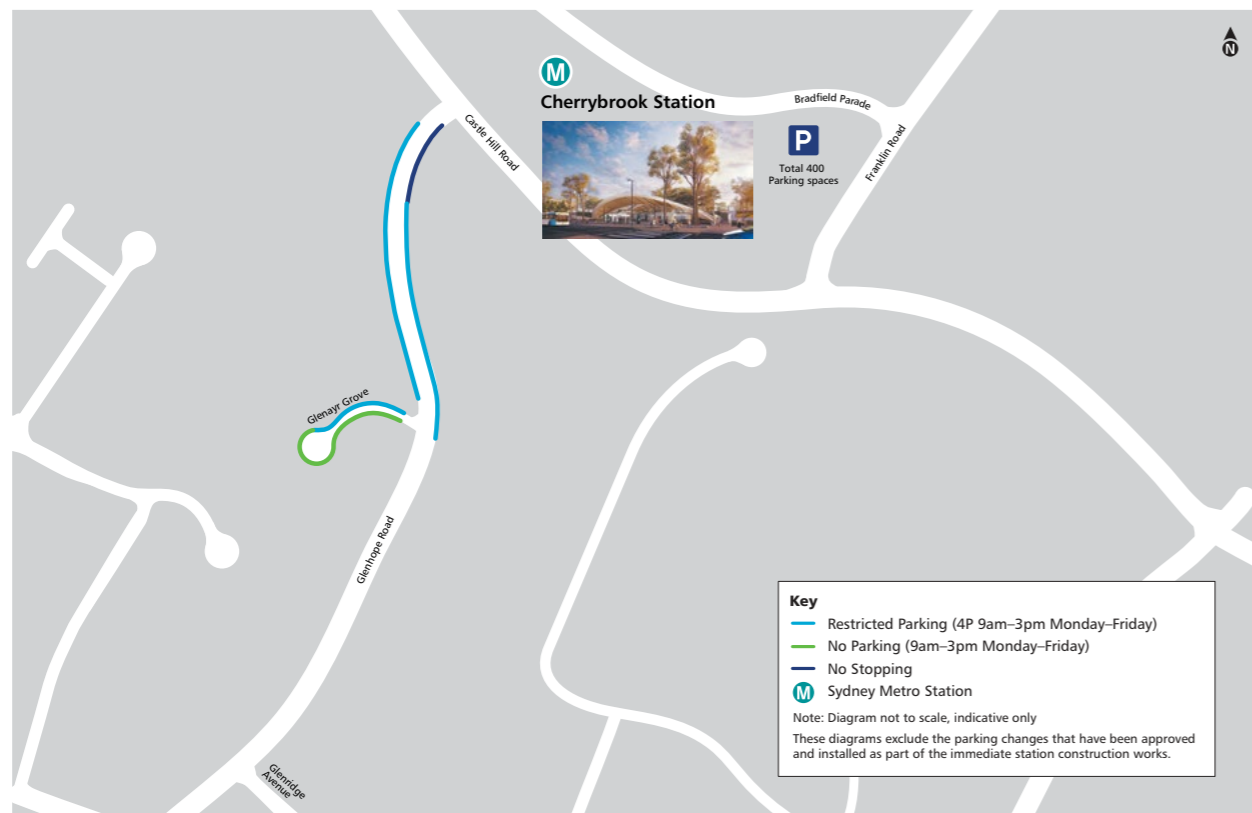 M
Cherrybrook Station
Castle Hill Road
Bradfield Parade
Franklin Road
P
Total 400
Parking spaces
N
Glenayr Grove
Glenhope Road
Glenridge
Avenue
Key
Restricted Parking (4P 9am–3pm Monday–Friday)
No Parking (9am–3pm Monday–Friday)
No Stopping
M Sydney Metro Station
Note: Diagram not to scale, indicative only
These diagrams exclude the parking changes that have been approved
and installed as part of the immediate station construction works.